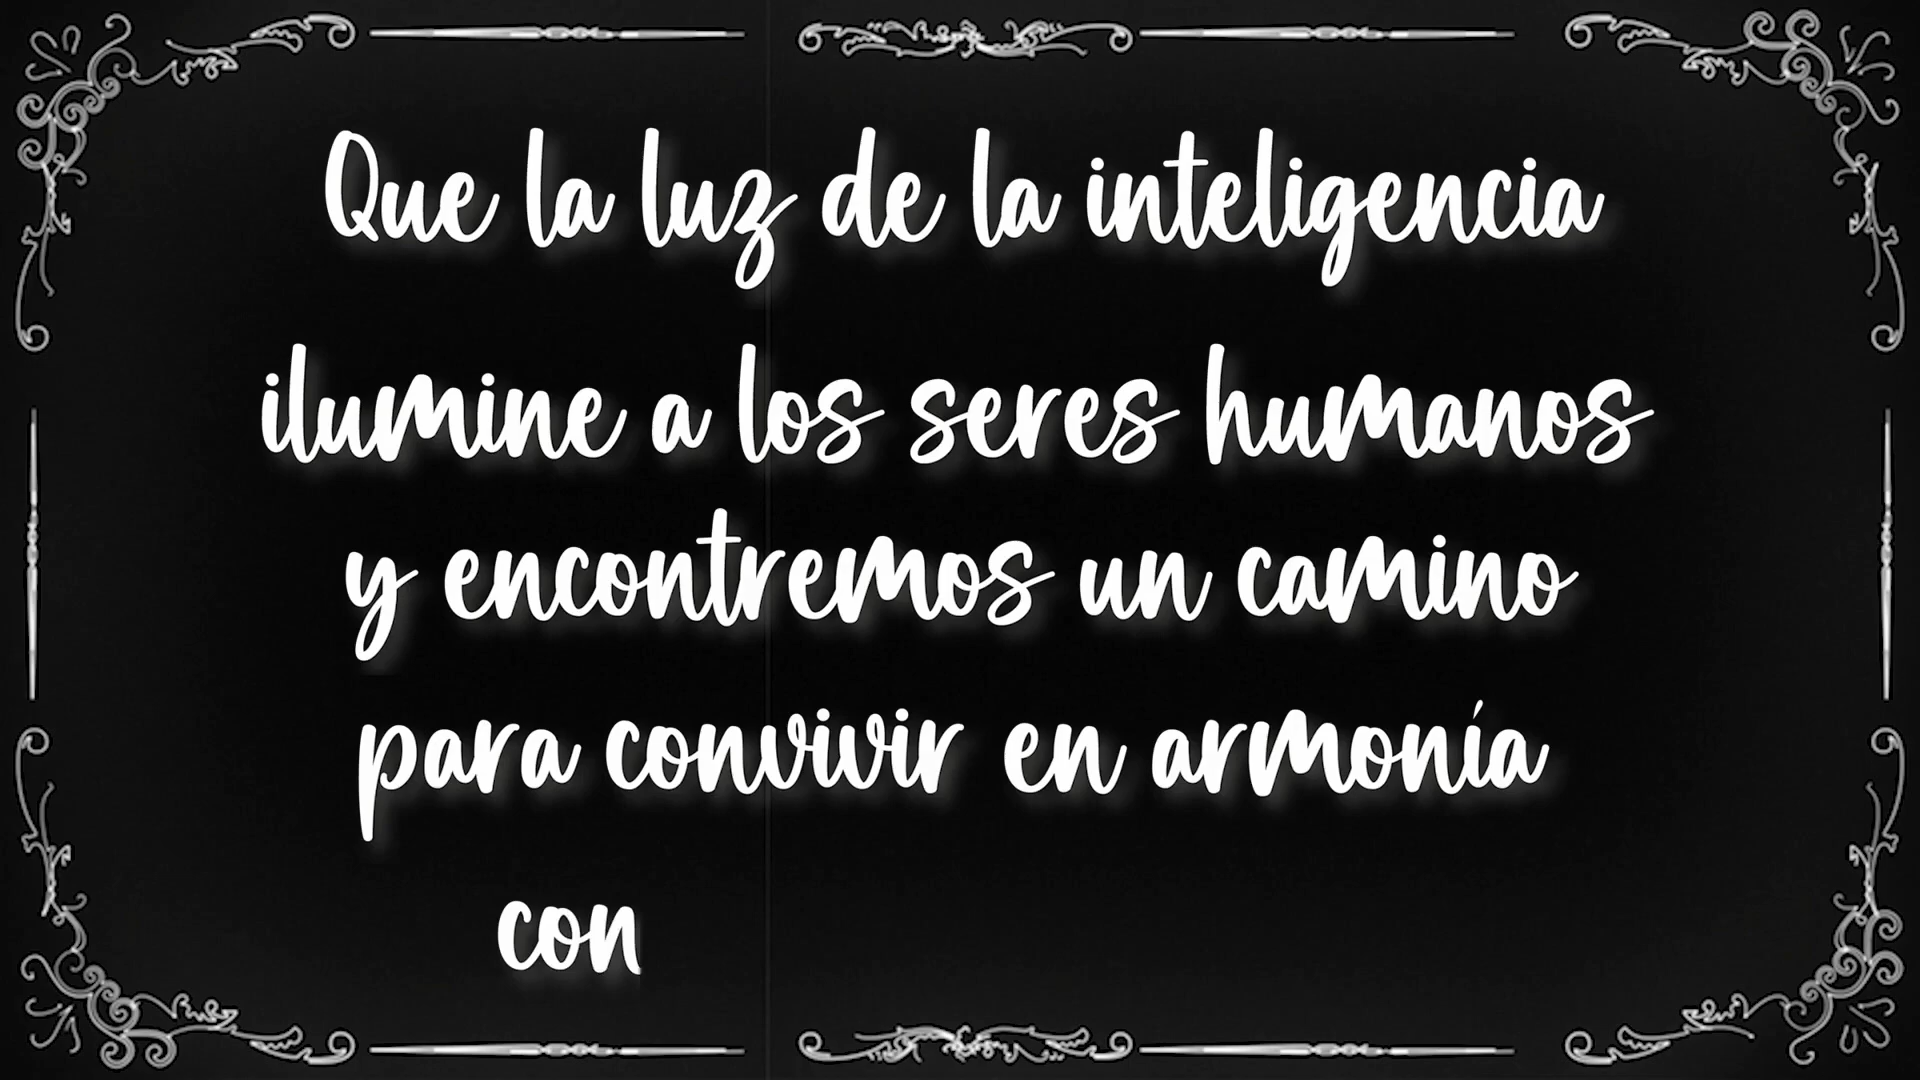 Que la luz de la inteligencia
ilumine a los seres humanos
y encontremos un camino
para convivir en armonía
con